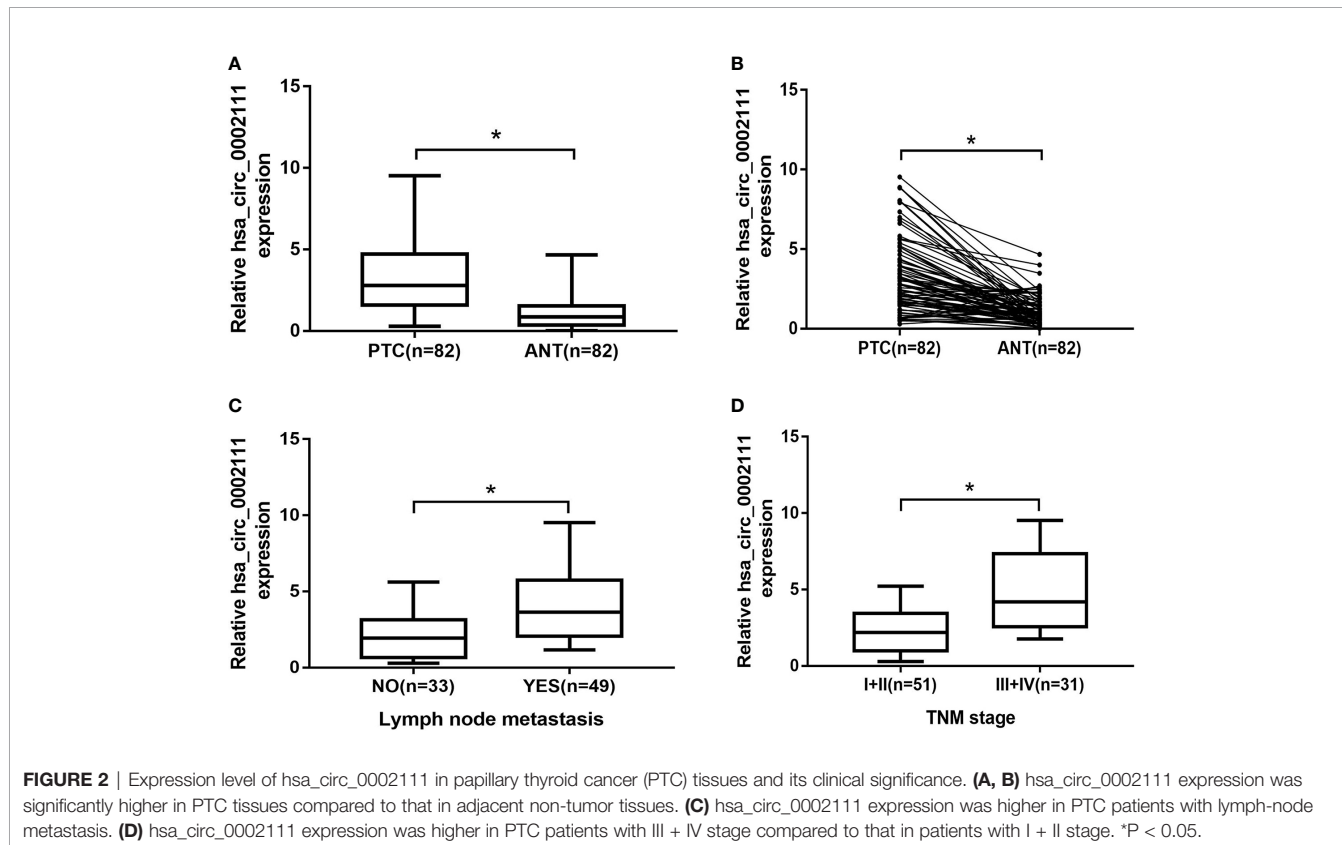 A
Relative hsa_circ_0002111
expression
15
10
5
0
*
PTC(n=82)
ANT(n=82)
B
Relative hsa_circ_0002111
expression
15
10
5
0
*
PTC(n=82)
ANT(n=82)
C
Relative hsa_circ_0002111
expression
15
10
5
0
*
NO(n=33)
YES(n=49)
Lymph node metastasis
D
Relative hsa_circ_0002111
expression
15
10
5
0
*
I+II(n=51)
III+IV(n=31)
TNM stage
FIGURE 2 | Expression level of hsa_circ_0002111 in papillary thyroid cancer (PTC) tissues and its clinical significance. (A, B) hsa_circ_0002111 expression was
significantly higher in PTC tissues compared to that in adjacent non-tumor tissues. (C) hsa_circ_0002111 expression was higher in PTC patients with lymph-node
metastasis. (D) hsa_circ_0002111 expression was higher in PTC patients with III + IV stage compared to that in patients with I + II stage. *P < 0.05.